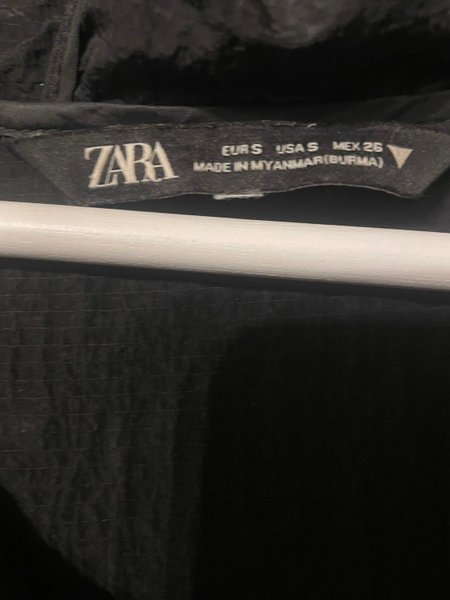 ZARA
EUR S USA S MEX 26
MADE IN MYANMAR (BURMA)